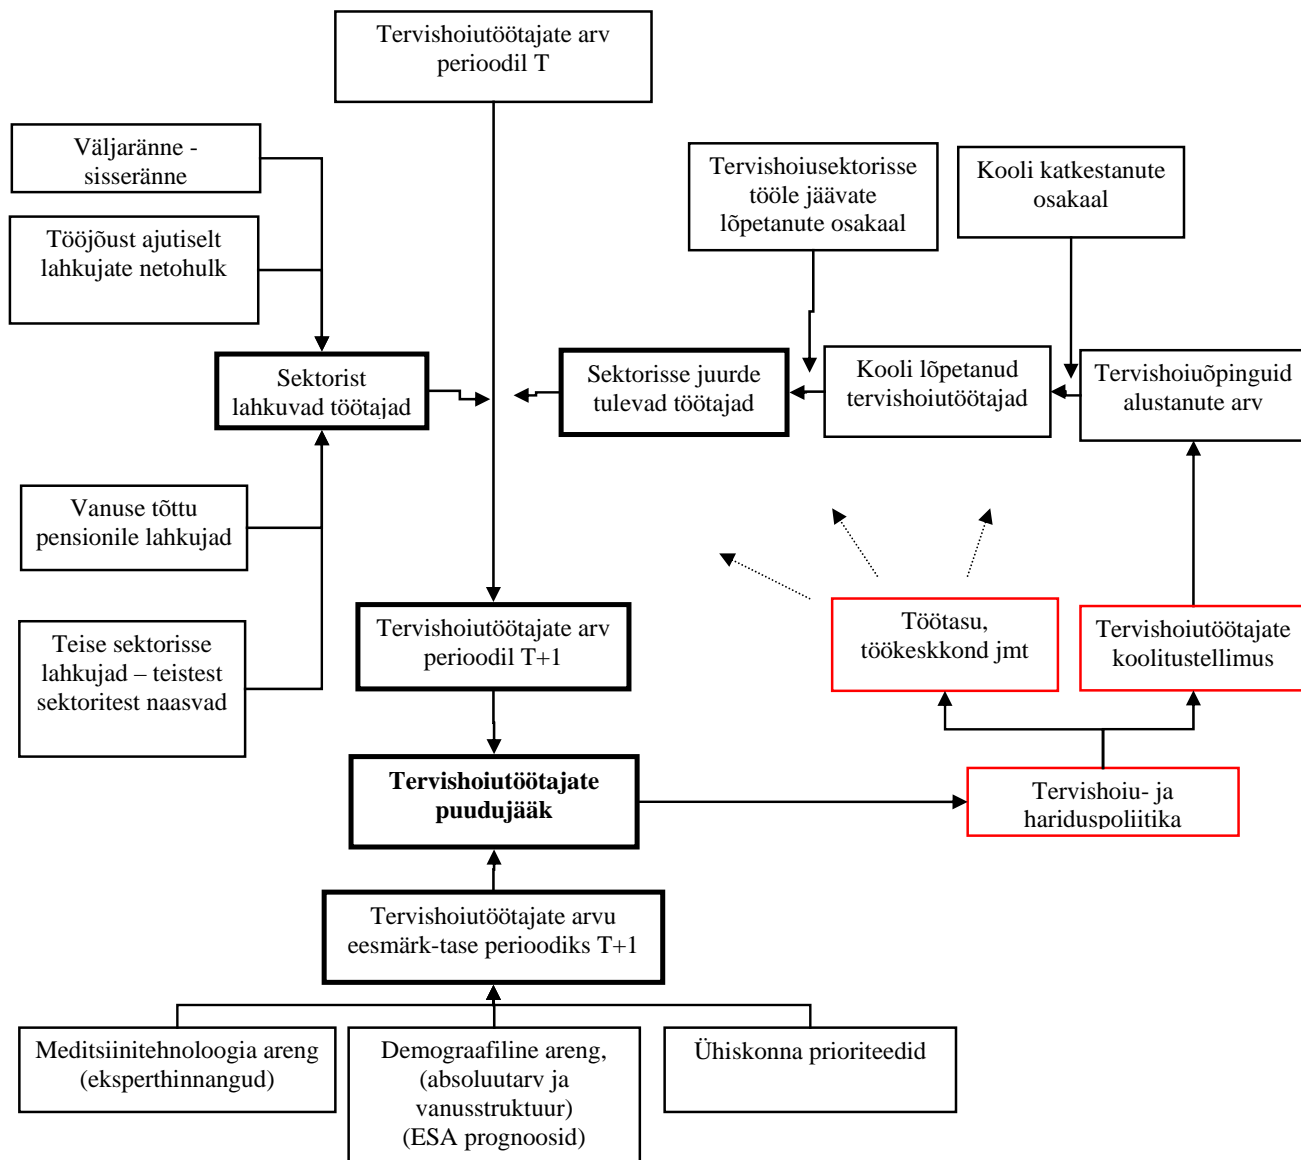 Tervishoiutöötajate arv
perioodil T
Väljaränne -
sisseränne
Tervishoiusektorisse
tööle jäävate
lõpetanute osakaal
Kooli katkestanute
osakaal
Tööjõust ajutiselt
lahkujate netohulk
Sektorist
lahkuvad töötajad
Sektorisse juurde
tulevad töötajad
Kooli lõpetanud
tervishoiutöötajad
Tervishoiuõpinguid
alustanute arv
Vanuse tõttu
pensionile lahkujad
Teise sektorisse
lahkujad – teistest
sektoritest naasvad
Tervishoiutöötajate arv
perioodil T+1
Töötasu,
töökeskkond jmt
Tervishoiutöötajate
koolitustellimus
Tervishoiutöötajate
puudujääk
Tervishoiu- ja
hariduspoliitika
Tervishoiutöötajate arvu
eesmärk-tase perioodiks T+1
Meditsiinitehnoloogia areng
(eksperthinnangud)
Demograafiline areng,
(absoluutarv ja
vanusstruktuur)
(ESA prognoosid)
Ühiskonna prioriteedid